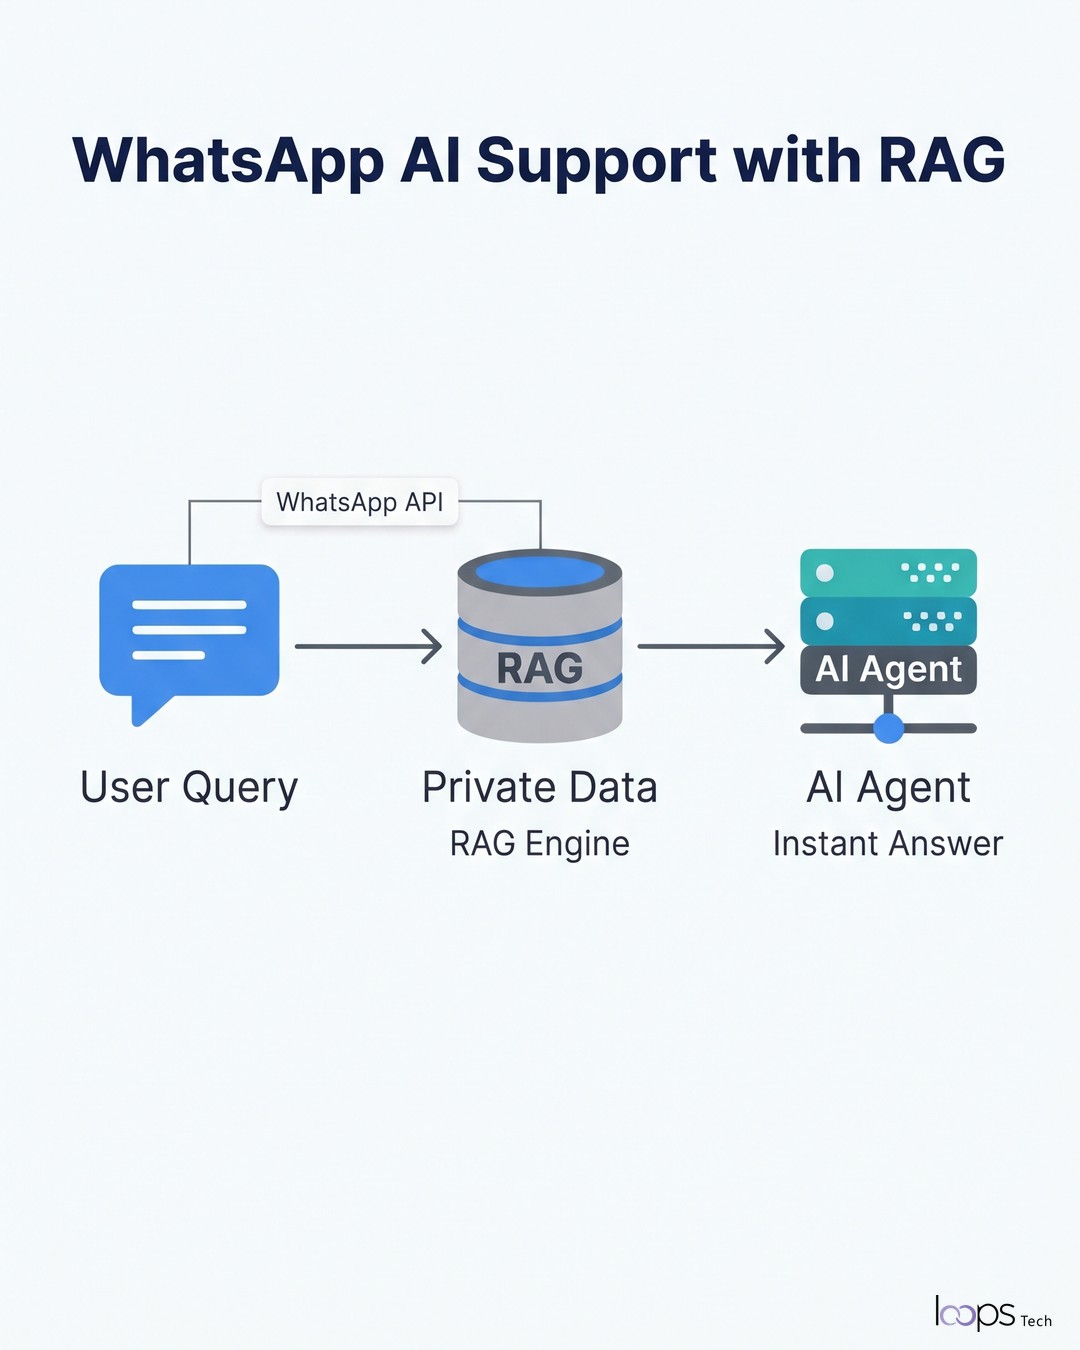 WhatsApp AI Support with RAG
WhatsApp API
RAG
AI Agent
User Query
Private Data
AI Agent
RAG Engine
Instant Answer
loops Tech